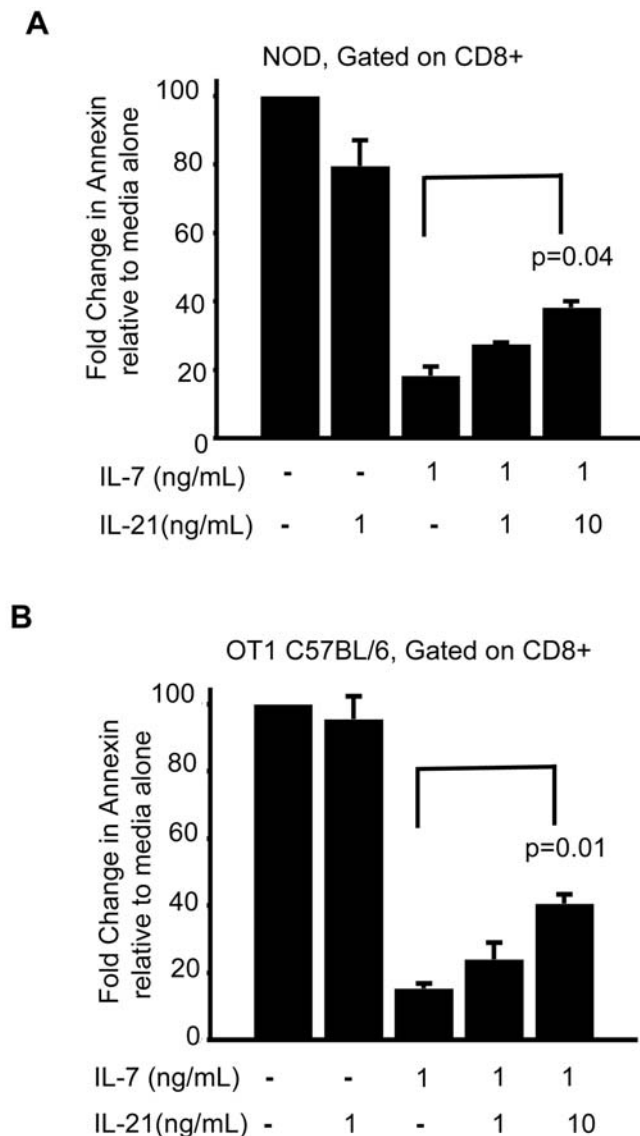 A
NOD, Gated on CD8+
Fold Change in Annexin
relative to media alone
100
80
60
40
20
0
p=0.04
IL-7 (ng/mL) - - 1 1 1
IL-21(ng/mL) - 1 - 1 10
B
OT1 C57BL/6, Gated on CD8+
Fold Change in Annexin
relative to media alone
100
80
60
40
20
0
p=0.01
IL-7 (ng/mL) - - 1 1 1
IL-21(ng/mL) - 1 - 1 10